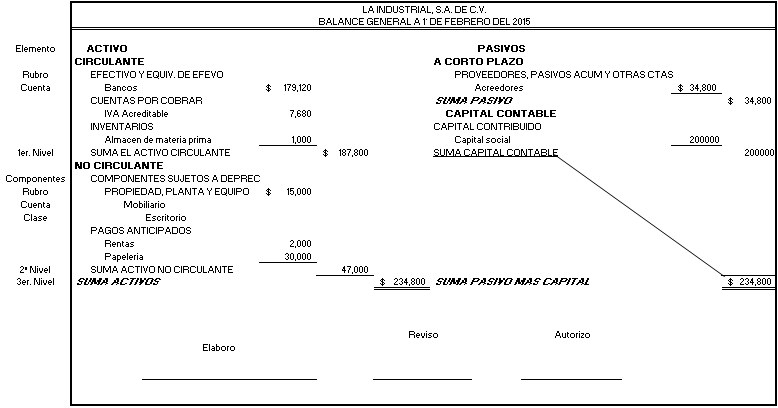 LA INDUSTRIAL, S.A. DE C.V.
BALANCE GENERAL A 1° DE FEBRERO DEL 2015
Elemento ACTIVO PASIVOS
CIRCULANTE A CORTO PLAZO
Rubro EFECTIVO Y EQUIV. DE EFEVO PROVEEDORES, PASIVOS ACUM Y OTRAS CTAS
Cuenta Bancos $ 179,120 Acreedores $ 34,800
CUENTAS POR COBRAR SUMA PASIVO $ 34,800
IVA Acreditable 7,680 CAPITAL CONTABLE
INVENTARIOS CAPITAL CONTRIBUIDO
Almacen de materia prima 1,000 Capital social 200000
1er. Nivel SUMA EL ACTIVO CIRCULANTE $ 187,800 SUMA CAPITAL CONTABLE 200000
NO CIRCULANTE
Componentes COMPONENTES SUJETOS A DEPREC
Rubro PROPIEDAD, PLANTA Y EQUIPO $ 15,000
Cuenta Mobiliario
Clase Escritorio
PAGOS ANTICIPADOS
Rentas 2,000
Papeleria 30,000
2ª Nivel SUMA ACTIVO NO CIRCULANTE 47,000
3er. Nivel SUMA ACTIVOS $ 234,800 SUMA PASIVO MAS CAPITAL $ 234,800
Elaboro Reviso Autorizo